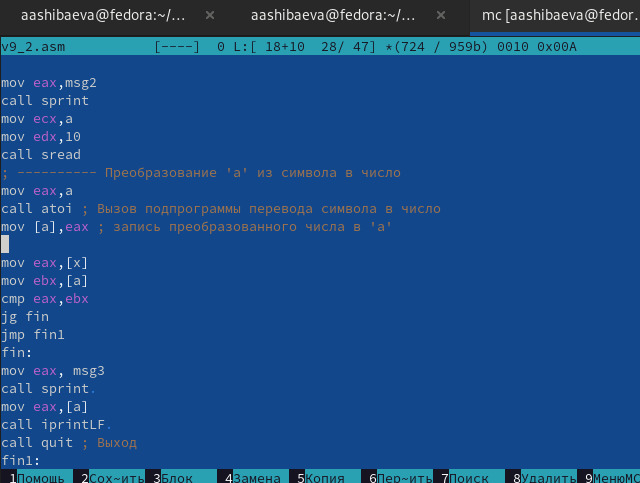 aashibaeva@fedora:~/... × aashibaeva@fedora:~/... × mc [aashibaeva@fedor.
v9_2.asm [----] 0 L:[ 18+10 28/ 47] *(724 / 959b) 0010 0x00A
mov eax,msg2
call sprint
mov ecx,a
mov edx,10
call sread
; ---------- Преобразование 'a' из символа в число
mov eax,a
call atoi ; Вызов подпрограммы перевода символа в число
mov [a],eax ; запись преобразованного числа в 'a'
mov eax,[x]
mov ebx,[a]
cmp eax,ebx
jg fin
jmp fin1
fin:
mov eax, msg3
call sprint.
mov eax,[a]
call iprintLF.
call quit ; Выход
fin1:
1Помощь 2Сох~ить 3Блок 4Замена 5Копия 6Пер~ить 7Поиск 8Удалить 9МенюMC